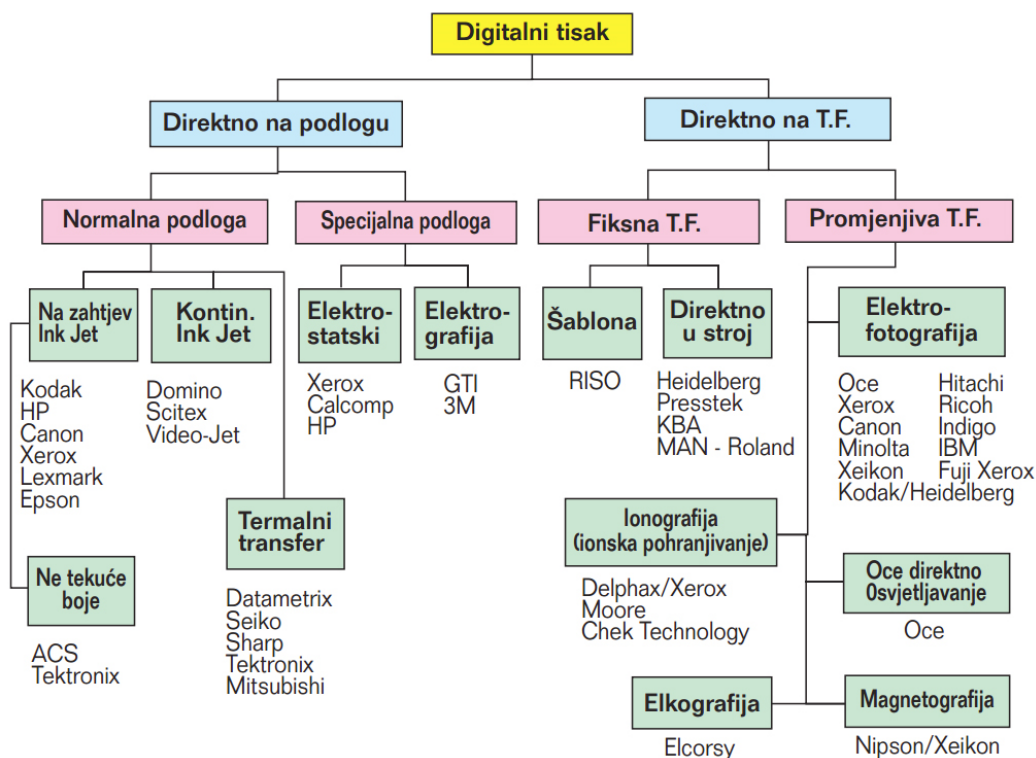 Digitalni tisak
Direktno na podlogu
Direktno na T.F.
Normalna podloga
Specijalna podloga
Fiksna T.F.
Promjenjiva T.F.
Na zahtjev
Ink Jet
Kontin.
Ink Jet
Elektro-
statski
Elektro-
grafija
Šablona
Direktno
u stroj
Elektro-
fotografija
Kodak
HP
Canon
Xerox
Lexmark
Epson
Domino
Scitex
Video-Jet
Xerox
Calcomp
HP
GTI
3M
RISO
Heidelberg
Presstek
KBA
MAN - Roland
Oce
Xerox
Canon
Minolta
Xeikon
Kodak/Heidelberg
Hitachi
Ricoh
Indigo
IBM
Fuji Xerox
Termalni
transfer
Ionografija
(ionska pohranjivanje)
Ne tekuće
boje
Datametrix
Seiko
Sharp
Tektronix
Mitsubishi
Delphax/Xerox
Moore
Chek Technology
Oce direktno
0svjetljavanje
Oce
ACS
Tektronix
Elkografija
Magnetografija
Elcorsy
Nipson/Xeikon